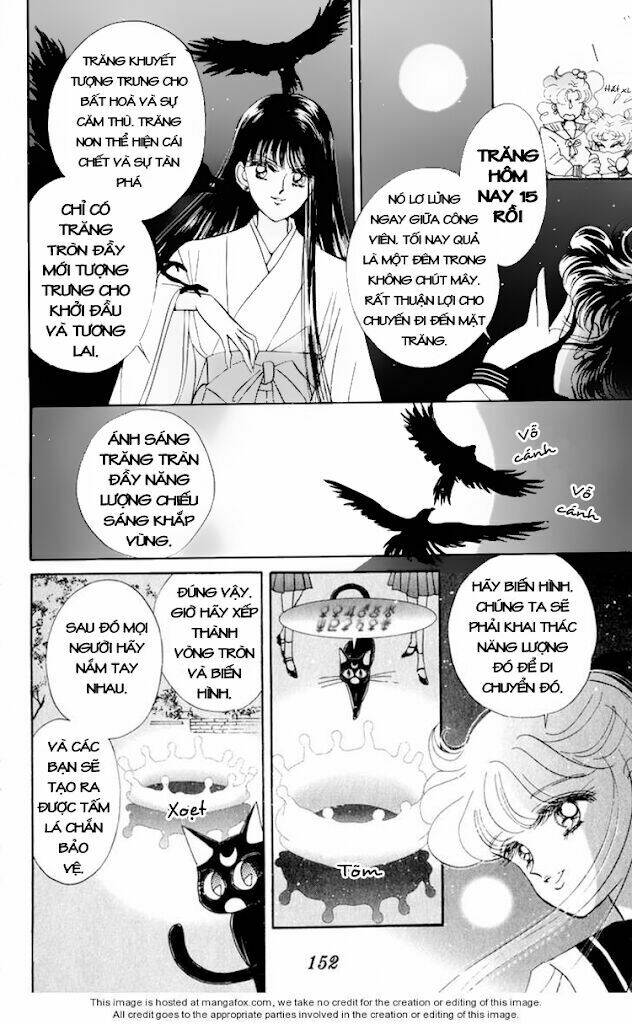 Hắt xì
TRĂNG
HÔM
NAY 15
RỒI
NÓ LƠ LỬNG
NGAY GIỮA CÔNG
VIÊN. TỐI NAY QUẢ
LÀ MỘT ĐÊM TRONG
KHÔNG CHÚT MÂY.
RẤT THUẬN LỢI CHO
CHUYẾN ĐI ĐẾN MẶT
TRĂNG.
TRĂNG KHUYẾT
TƯỢNG TRƯNG CHO
BẤT HOÀ VÀ SỰ
CĂM THÙ. TRĂNG
NON THỂ HIỆN CÁI
CHẾT VÀ SỰ TÀN
PHÁ
CHỈ CÓ
TRĂNG
TRÒN ĐẦY
MỚI TƯỢNG
TRƯNG CHO
KHỞI ĐẦU
VÀ TƯƠNG
LAI.
Vỗ
cánh
Vỗ
cánh
ÁNH SÁNG
TRĂNG TRÀN
ĐẦY NĂNG
LƯỢNG CHIẾU
SÁNG KHẮP
VÙNG.
HÃY BIẾN HÌNH.
CHÚNG TA SẼ
PHẢI KHAI THÁC
NĂNG LƯỢNG
ĐÓ ĐỂ DI
CHUYỂN ĐÓ.
Tõm
ĐÚNG VẬY.
GIỜ HÃY XẾP
THÀNH
VÒNG TRÒN
VÀ BIẾN
HÌNH.
SAU ĐÓ MỌI
NGƯỜI HÃY
NẮM TAY
NHAU.
VÀ CÁC
BẠN SẼ
TẠO RA
ĐƯỢC TẤM
LÁ CHẮN
BẢO
VỆ.
Xoẹt
152
This image is hosted at mangafox.com, we take no credit for the creation or editing of this image.
All credit goes to the appropriate parties involved in the creation or editing of this image.